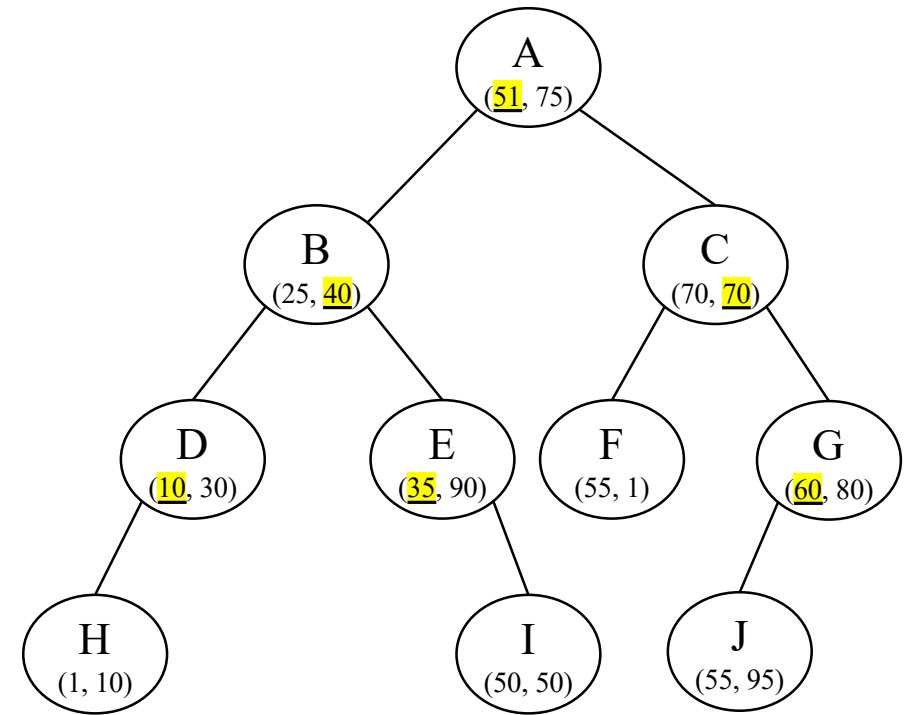 A
(51, 75)
B
(25, 40)
C
(70, 70)
D
(10, 30)
E
(35, 90)
F
(55, 1)
G
(60, 80)
H
(1, 10)
I
(50, 50)
J
(55, 95)